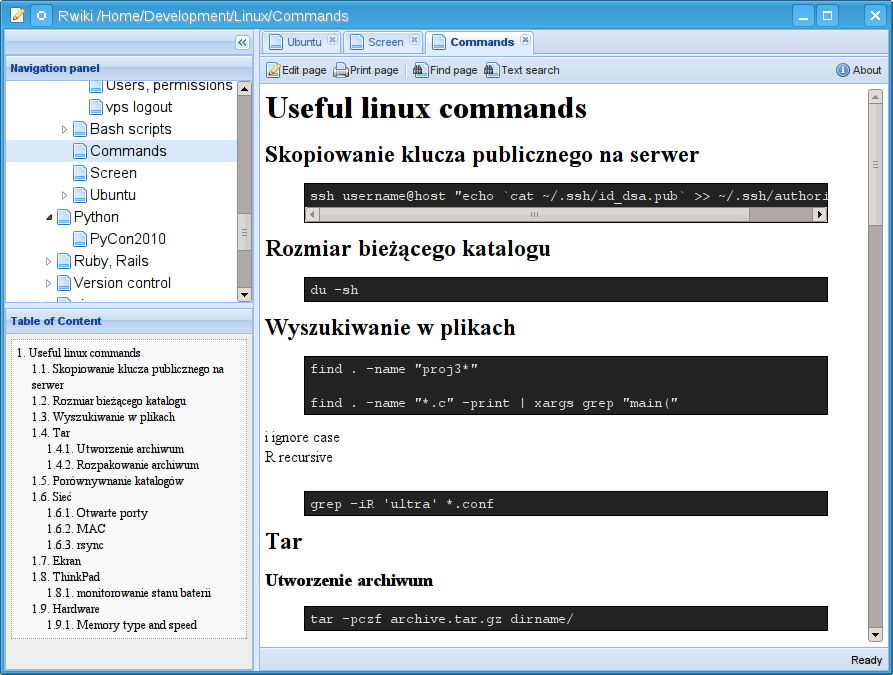 Rwiki /Home/Development/Linux/Commands
Navigation panel
Users, permissions
vps logout
Bash scripts
Commands
Screen
Ubuntu
Python
PyCon2010
Ruby, Rails
Version control
Table of Content
1. Useful linux commands
1.1. Skopiowanie klucza publicznego na
serwer
1.2. Rozmiar bieżącego katalogu
1.3. Wyszukiwanie w plikach
1.4. Tar
1.4.1. Utworzenie archiwum
1.4.2. Rozpakowanie archiwum
1.5. Porównywnanie katalogów
1.6. Sieć
1.6.1. Otwarte porty
1.6.2. MAC
1.6.3. rsync
1.7. Ekran
1.8. ThinkPad
1.8.1. monitorowanie stanu baterii
1.9. Hardware
1.9.1. Memory type and speed
Ubuntu Screen Commands
Edit page Print page Find page Text search About
Useful linux commands
Skopiowanie klucza publicznego na serwer
ssh username@host "echo `cat ~/.ssh/id_dsa.pub` >> ~/.ssh/authori
Rozmiar bieżącego katalogu
du -sh
Wyszukiwanie w plikach
find . -name "proj3*"
find . -name "*.c" -print | xargs grep "main("
i ignore case
R recursive
grep -iR 'ultra' *.conf
Tar
Utworzenie archiwum
tar -pczf archive.tar.gz dirname/
Ready